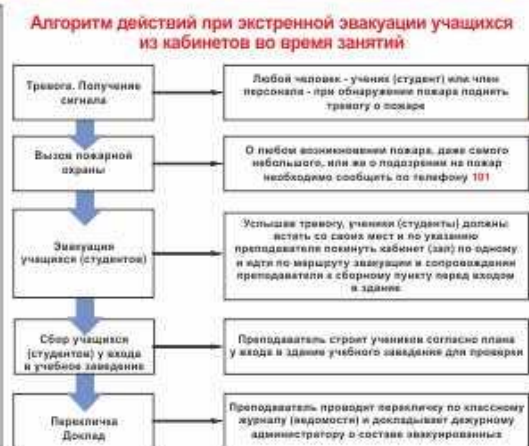 Алгоритм действий при экстренной эвакуации учащихся
из кабинетов во время занятий
Тревога. Получение
сигнала
Любой человек - ученик (студент) или член
персонала - при обнаружении пожара поднять
тревогу о пожаре
Вызов пожарной
охраны
О любом возникновении пожара, даже самого
небольшого, или же о подозрении на пожар
необходимо сообщить по телефону 101
Эвакуация
учащихся (студентов)
Услышав тревогу, ученики (студенты) должны
встать со своих мест и по указанию
преподавателя покинуть кабинет (зал) по одному
и идти по маршруту эвакуации в сопровождении
преподавателя к сборному пункту перед входом
в здание
Сбор учащихся
(студентов) у входа
в учебное заведение
Преподаватель строит учеников согласно плана
у входа в здание учебного заведения для проверки
Перекличка
Доклад
Преподаватель проводит перекличку по классному
журналу (ведомости) и докладывает дежурному
администратору о составе эвакуированных